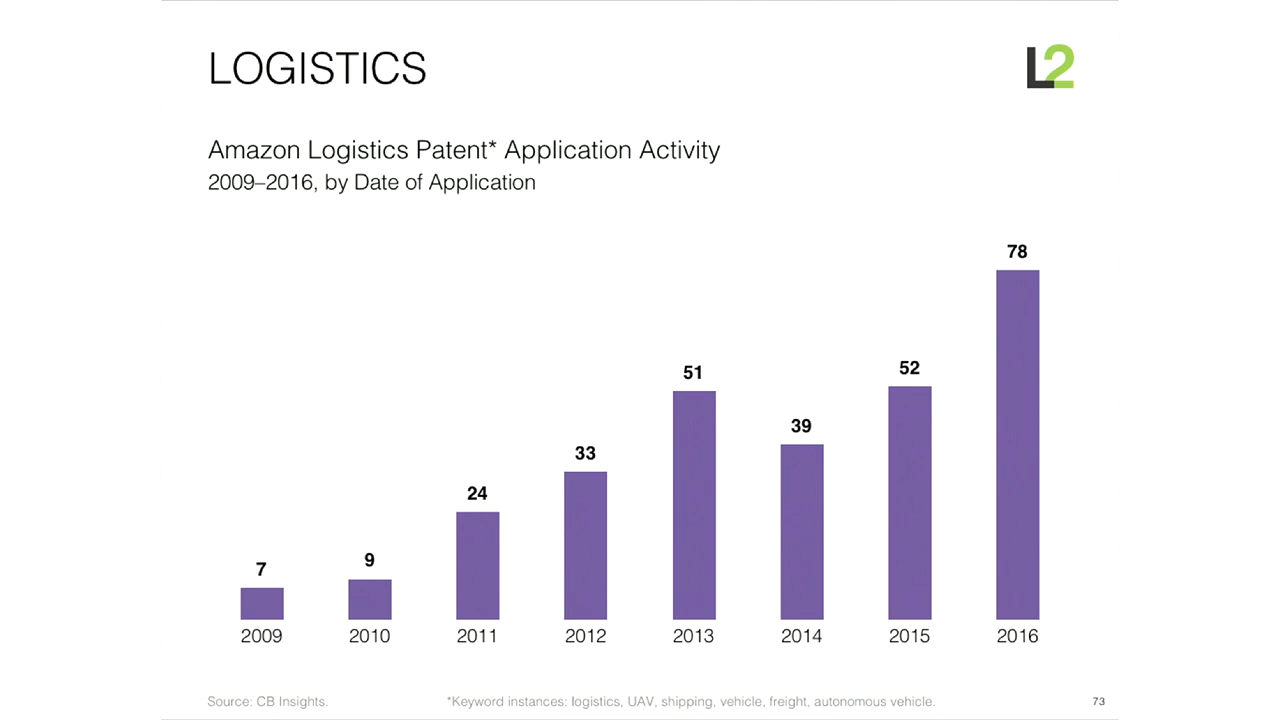 LOGISTICS
L2
Amazon Logistics Patent* Application Activity
2009–2016, by Date of Application
7
9
24
33
51
39
52
78
2009
2010
2011
2012
2013
2014
2015
2016
Source: CB Insights.
*Keyword instances: logistics, UAV, shipping, vehicle, freight, autonomous vehicle.
73